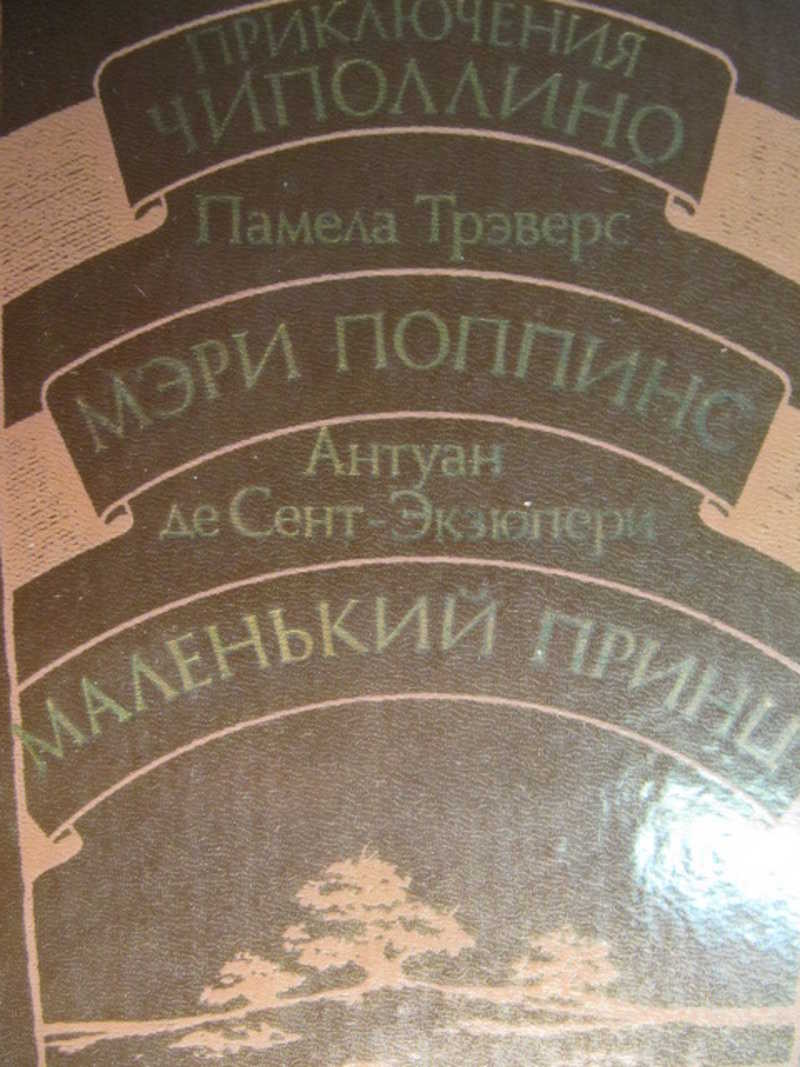 ПРИКЛЮЧЕНИЯ
ЧИПОЛЛИНО
Памела Трэверс
МЭРИ ПОППИНС
Антуан
де Сент-Экзюпери
МАЛЕНЬКИЙ ПРИНЦ